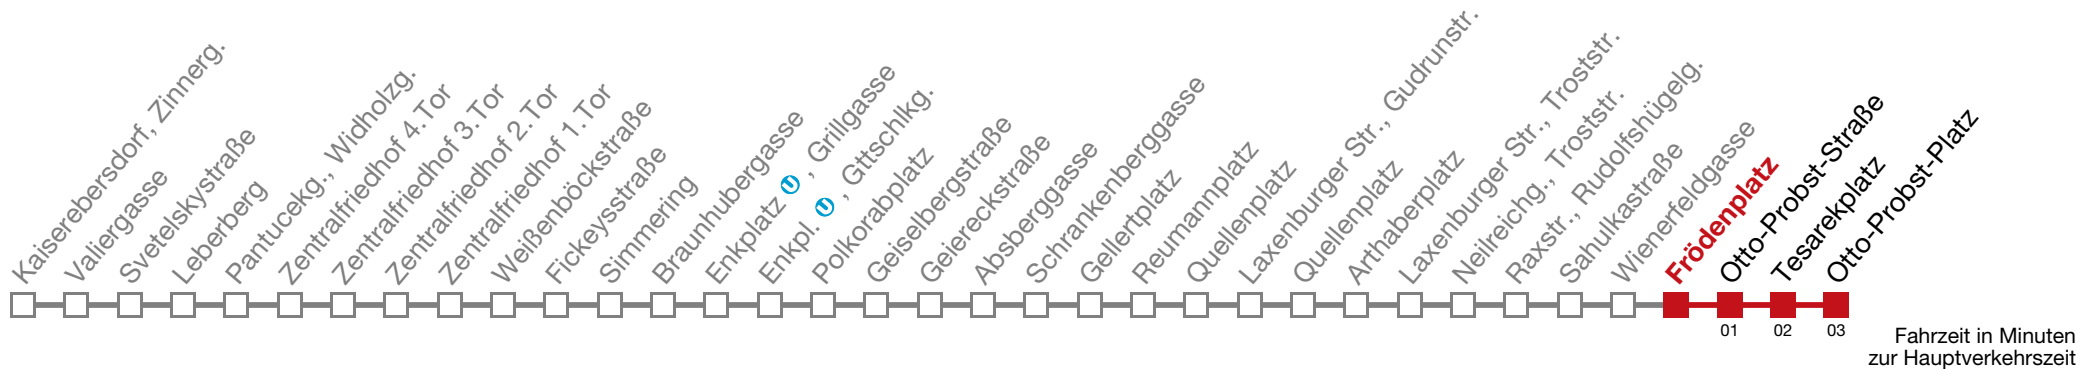 Kaiserebersdorf, Zinnerg.
Valiergasse
Svetelskystraße
Leberberg
Pantucekg., Widholzg.
Zentralfriedhof 4.Tor
Zentralfriedhof 3.Tor
Zentralfriedhof 2.Tor
Zentralfriedhof 1.Tor
Weißenböckstraße
Fickeysstraße
Simmering
Braunhubergasse
Enkplatz U , Grillgasse
Enkpl. U , Gttschlkg.
Polkorabplatz
Geiselbergstraße
Geiereckstraße
Absberggasse
Schrankenberggasse
Gellertplatz
Reumannplatz
Quellenplatz
Laxenburger Str., Gudrunstr.
Quellenplatz
Arthaberplatz
Laxenburger Str., Troststr.
Neilreichg., Troststr.
Raxstr., Rudolfshügelg.
Sahulkastraße
Wienerfeldgasse
Frödenplatz
Otto-Probst-Straße
Tesarekplatz
Otto-Probst-Platz
01 02 03
Fahrzeit in Minuten
zur Hauptverkehrszeit